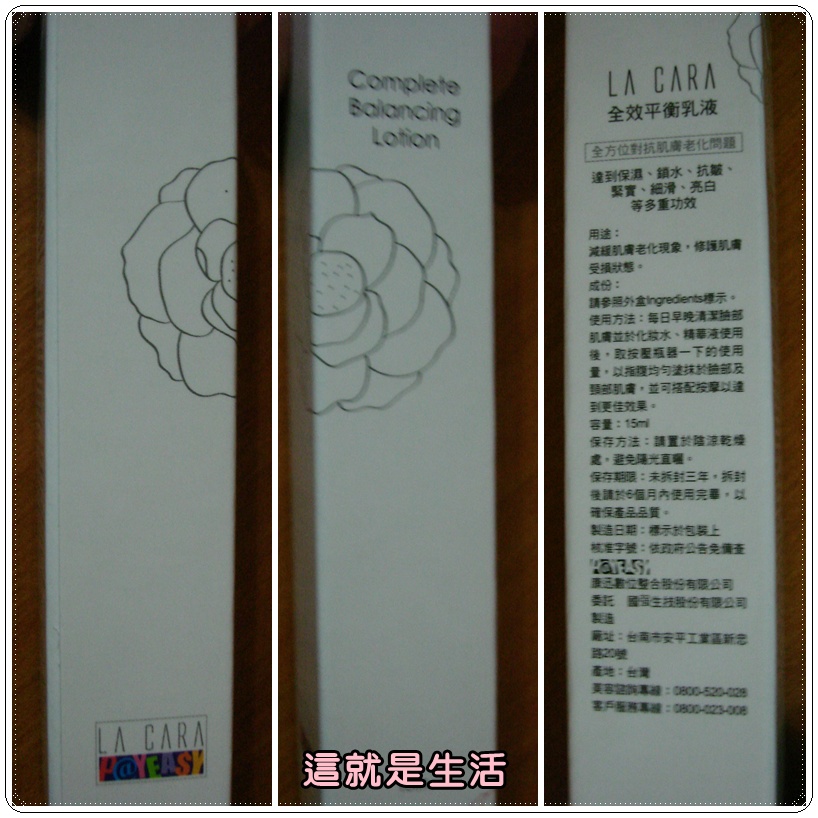 LA CARA
P@YEASY
Complete
Balancing
Lotion
LA CARA
全效平衡乳液
全方位對抗肌膚老化問題
達到保濕、鎖水、抗皺、
緊實、細滑、亮白
等多重功效
用途：
減緩肌膚老化現象，修護肌膚
受損狀態。
成份：
請參照外盒Ingredients標示。
使用方法：每日早晚清潔臉部
肌膚並於化妝水、精華液使用
後，取按壓瓶器一下的使用
量，以指腹均勻塗抹於臉部及
頸部肌膚，並可搭配按摩以達
到更佳效果。
容量：15ml
保存方法：請置於陰涼乾燥
處，避免陽光直曬。
保存期限：未拆封三年，拆封
後請於6個月內使用完畢，以
確保產品品質。
製造日期：標示於包裝上
核准字號：依政府公告免備查
P@YEASY
康迅數位整合股份有限公司
委託 生技股份有限公司
製造
廠址：台南市安平工業區新忠
路20號
產地：台灣
美容諮詢專線：0800-520-028
客戶服務專線：0800-023-008
這就是生活